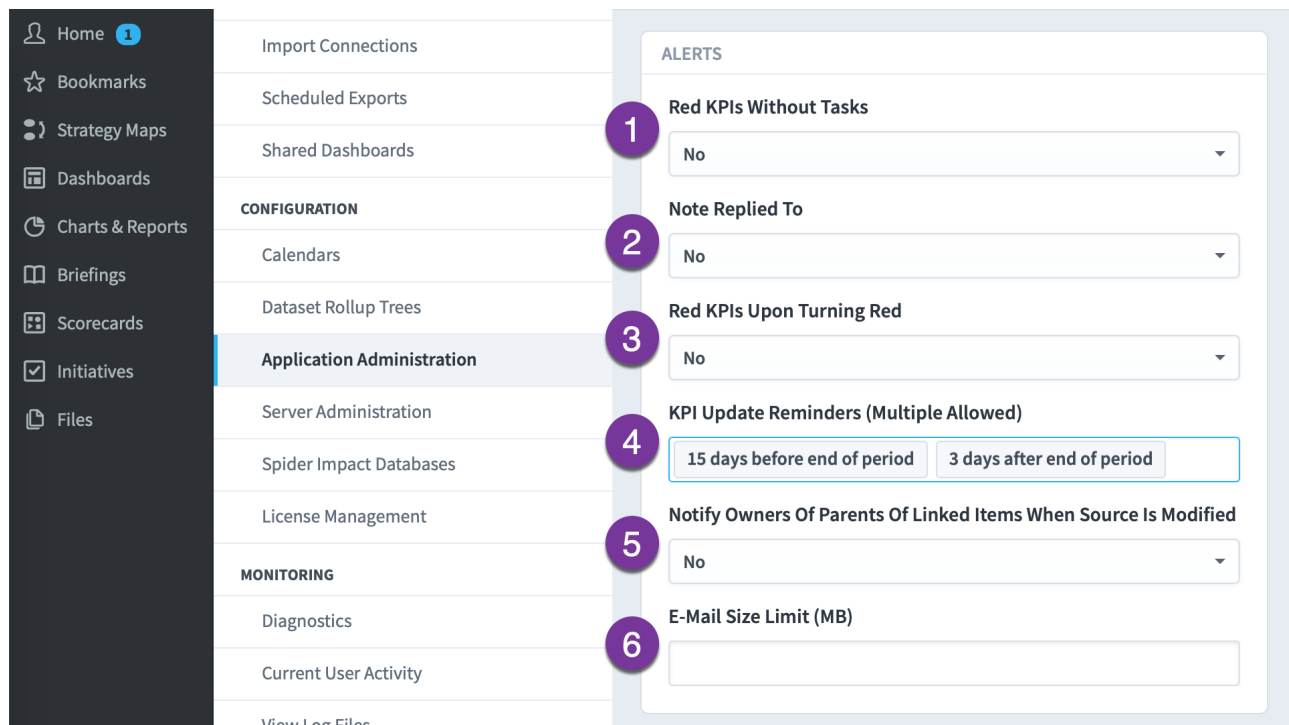 Home 1
Bookmarks
Strategy Maps
Dashboards
Charts & Reports
Briefings
Scorecards
Initiatives
Files
Import Connections
Scheduled Exports
Shared Dashboards
CONFIGURATION
Calendars
Dataset Rollup Trees
Application Administration
Server Administration
Spider Impact Databases
License Management
MONITORING
Diagnostics
Current User Activity
View Log Files
ALERTS
Red KPIs Without Tasks
1
No
Note Replied To
2
No
Red KPIs Upon Turning Red
3
No
KPI Update Reminders (Multiple Allowed)
4
15 days before end of period 3 days after end of period
Notify Owners Of Parents Of Linked Items When Source Is Modified
5
No
E-Mail Size Limit (MB)
6